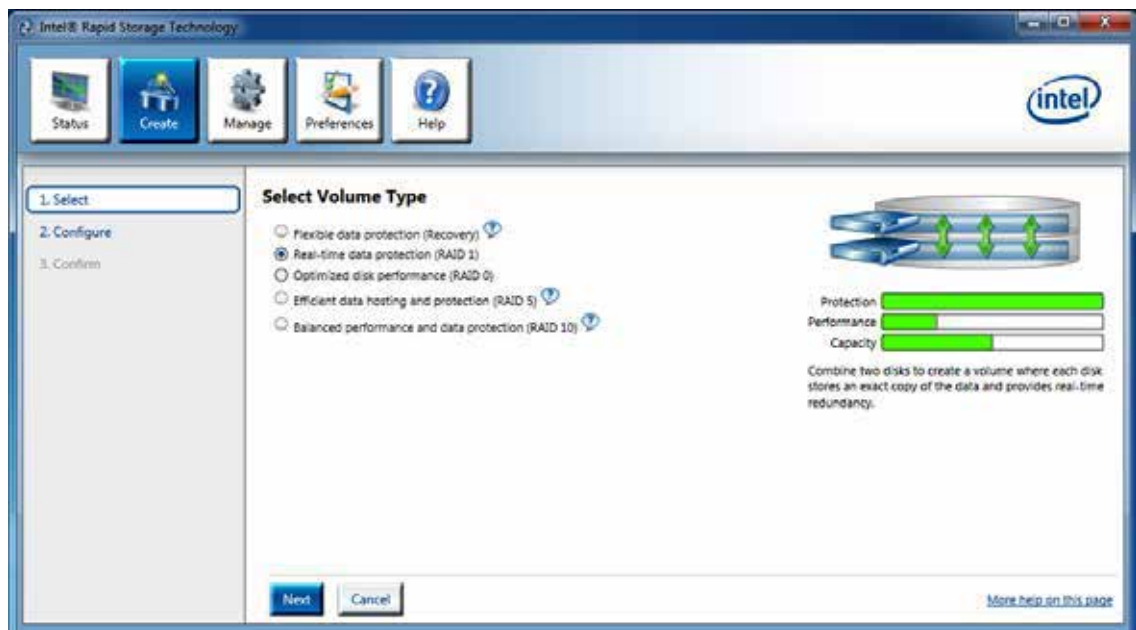 Intel® Rapid Storage Technology
Status
Create
Manage
Preferences
Help
intel
1. Select
2. Configure
3. Confirm
Select Volume Type
Flexible data protection (Recovery)
Real-time data protection (RAID 1)
Optimized disk performance (RAID 0)
Efficient data hosting and protection (RAID 5)
Balanced performance and data protection (RAID 10)
Protection
Performance
Capacity
Combine two disks to create a volume where each disk
stores an exact copy of the data and provides real-time
redundancy.
Next
Cancel
More help on this page